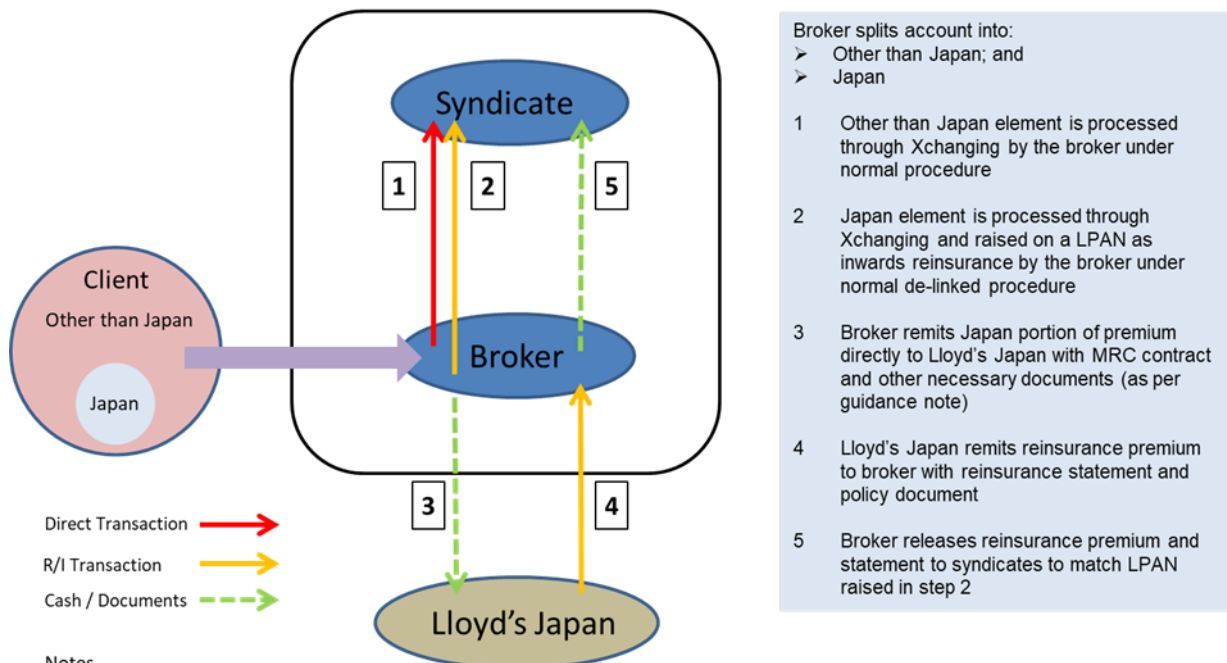 Syndicate
1
2
5
Client
Other than Japan
Japan
Broker
3
4
Lloyd's Japan
Direct Transaction
R/I Transaction
Cash / Documents
Notes
Broker splits account into:
➢ Other than Japan; and
➢ Japan
1 Other than Japan element is processed
through Xchanging by the broker under
normal procedure
2 Japan element is processed through
Xchanging and raised on a LPAN as
inwards reinsurance by the broker under
normal de-linked procedure
3 Broker remits Japan portion of premium
directly to Lloyd's Japan with MRC contract
and other necessary documents (as per
guidance note)
4 Lloyd's Japan remits reinsurance premium
to broker with reinsurance statement and
policy document
5 Broker releases reinsurance premium and
statement to syndicates to match LPAN
raised in step 2